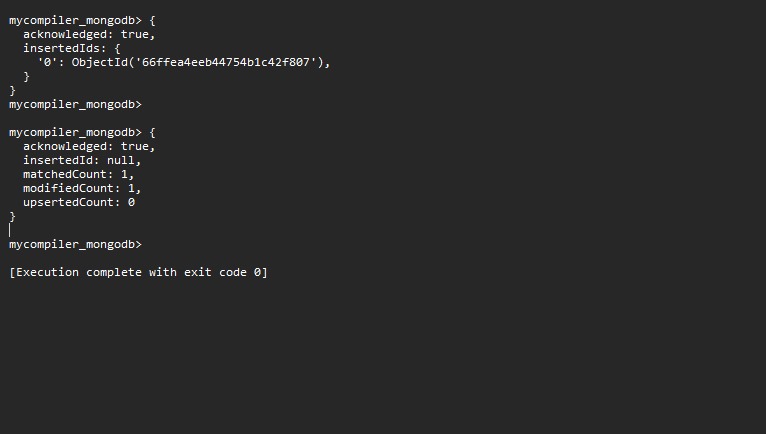 mycompiler_mongodb> {
  acknowledged: true,
  insertedIds: {
    '0': ObjectId('66ffea4eeb44754b1c42f807'),
  }
}
mycompiler_mongodb>
mycompiler_mongodb> {
  acknowledged: true,
  insertedId: null,
  matchedCount: 1,
  modifiedCount: 1,
  upsertedCount: 0
}
mycompiler_mongodb>
[Execution complete with exit code 0]